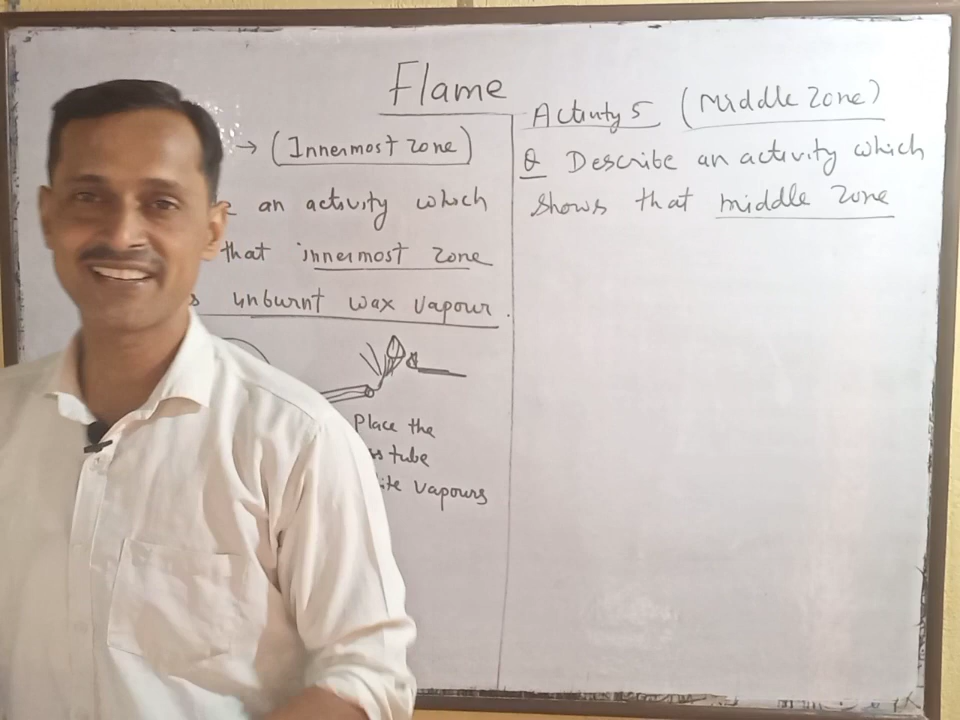 Flame
→ (Innermost zone)
an activity which
that innermost zone
unburnt wax vapour.
Place the
tube
vapours
Activity 5 (Middle zone)
Q Describe an activity which
shows that middle zone